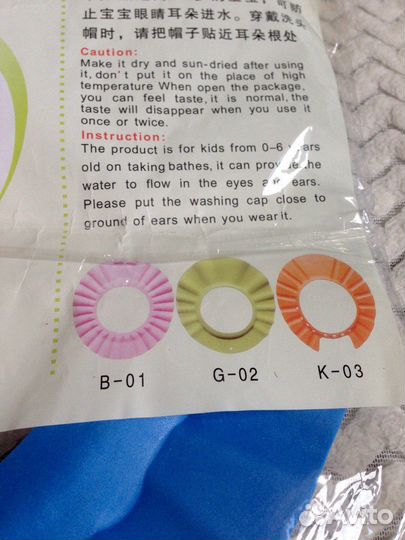 止宝宝眼睛耳朵进水。穿戴洗头
帽时，请把帽子贴近耳朵根处
Caution:
Make it dry and sun-dried after using
it, don't put it on the place of high
temperature When open the package,
you can feel taste, it is normal, the
taste will disappear when you use it
once or twice.
Instruction:
The product is for kids from 0–6 years
old on taking bathes, it can provide the
water to flow in the eyes and ears.
Please put the washing cap close to
ground of ears when you wear it.
B-01 G-02 K-03
Avito